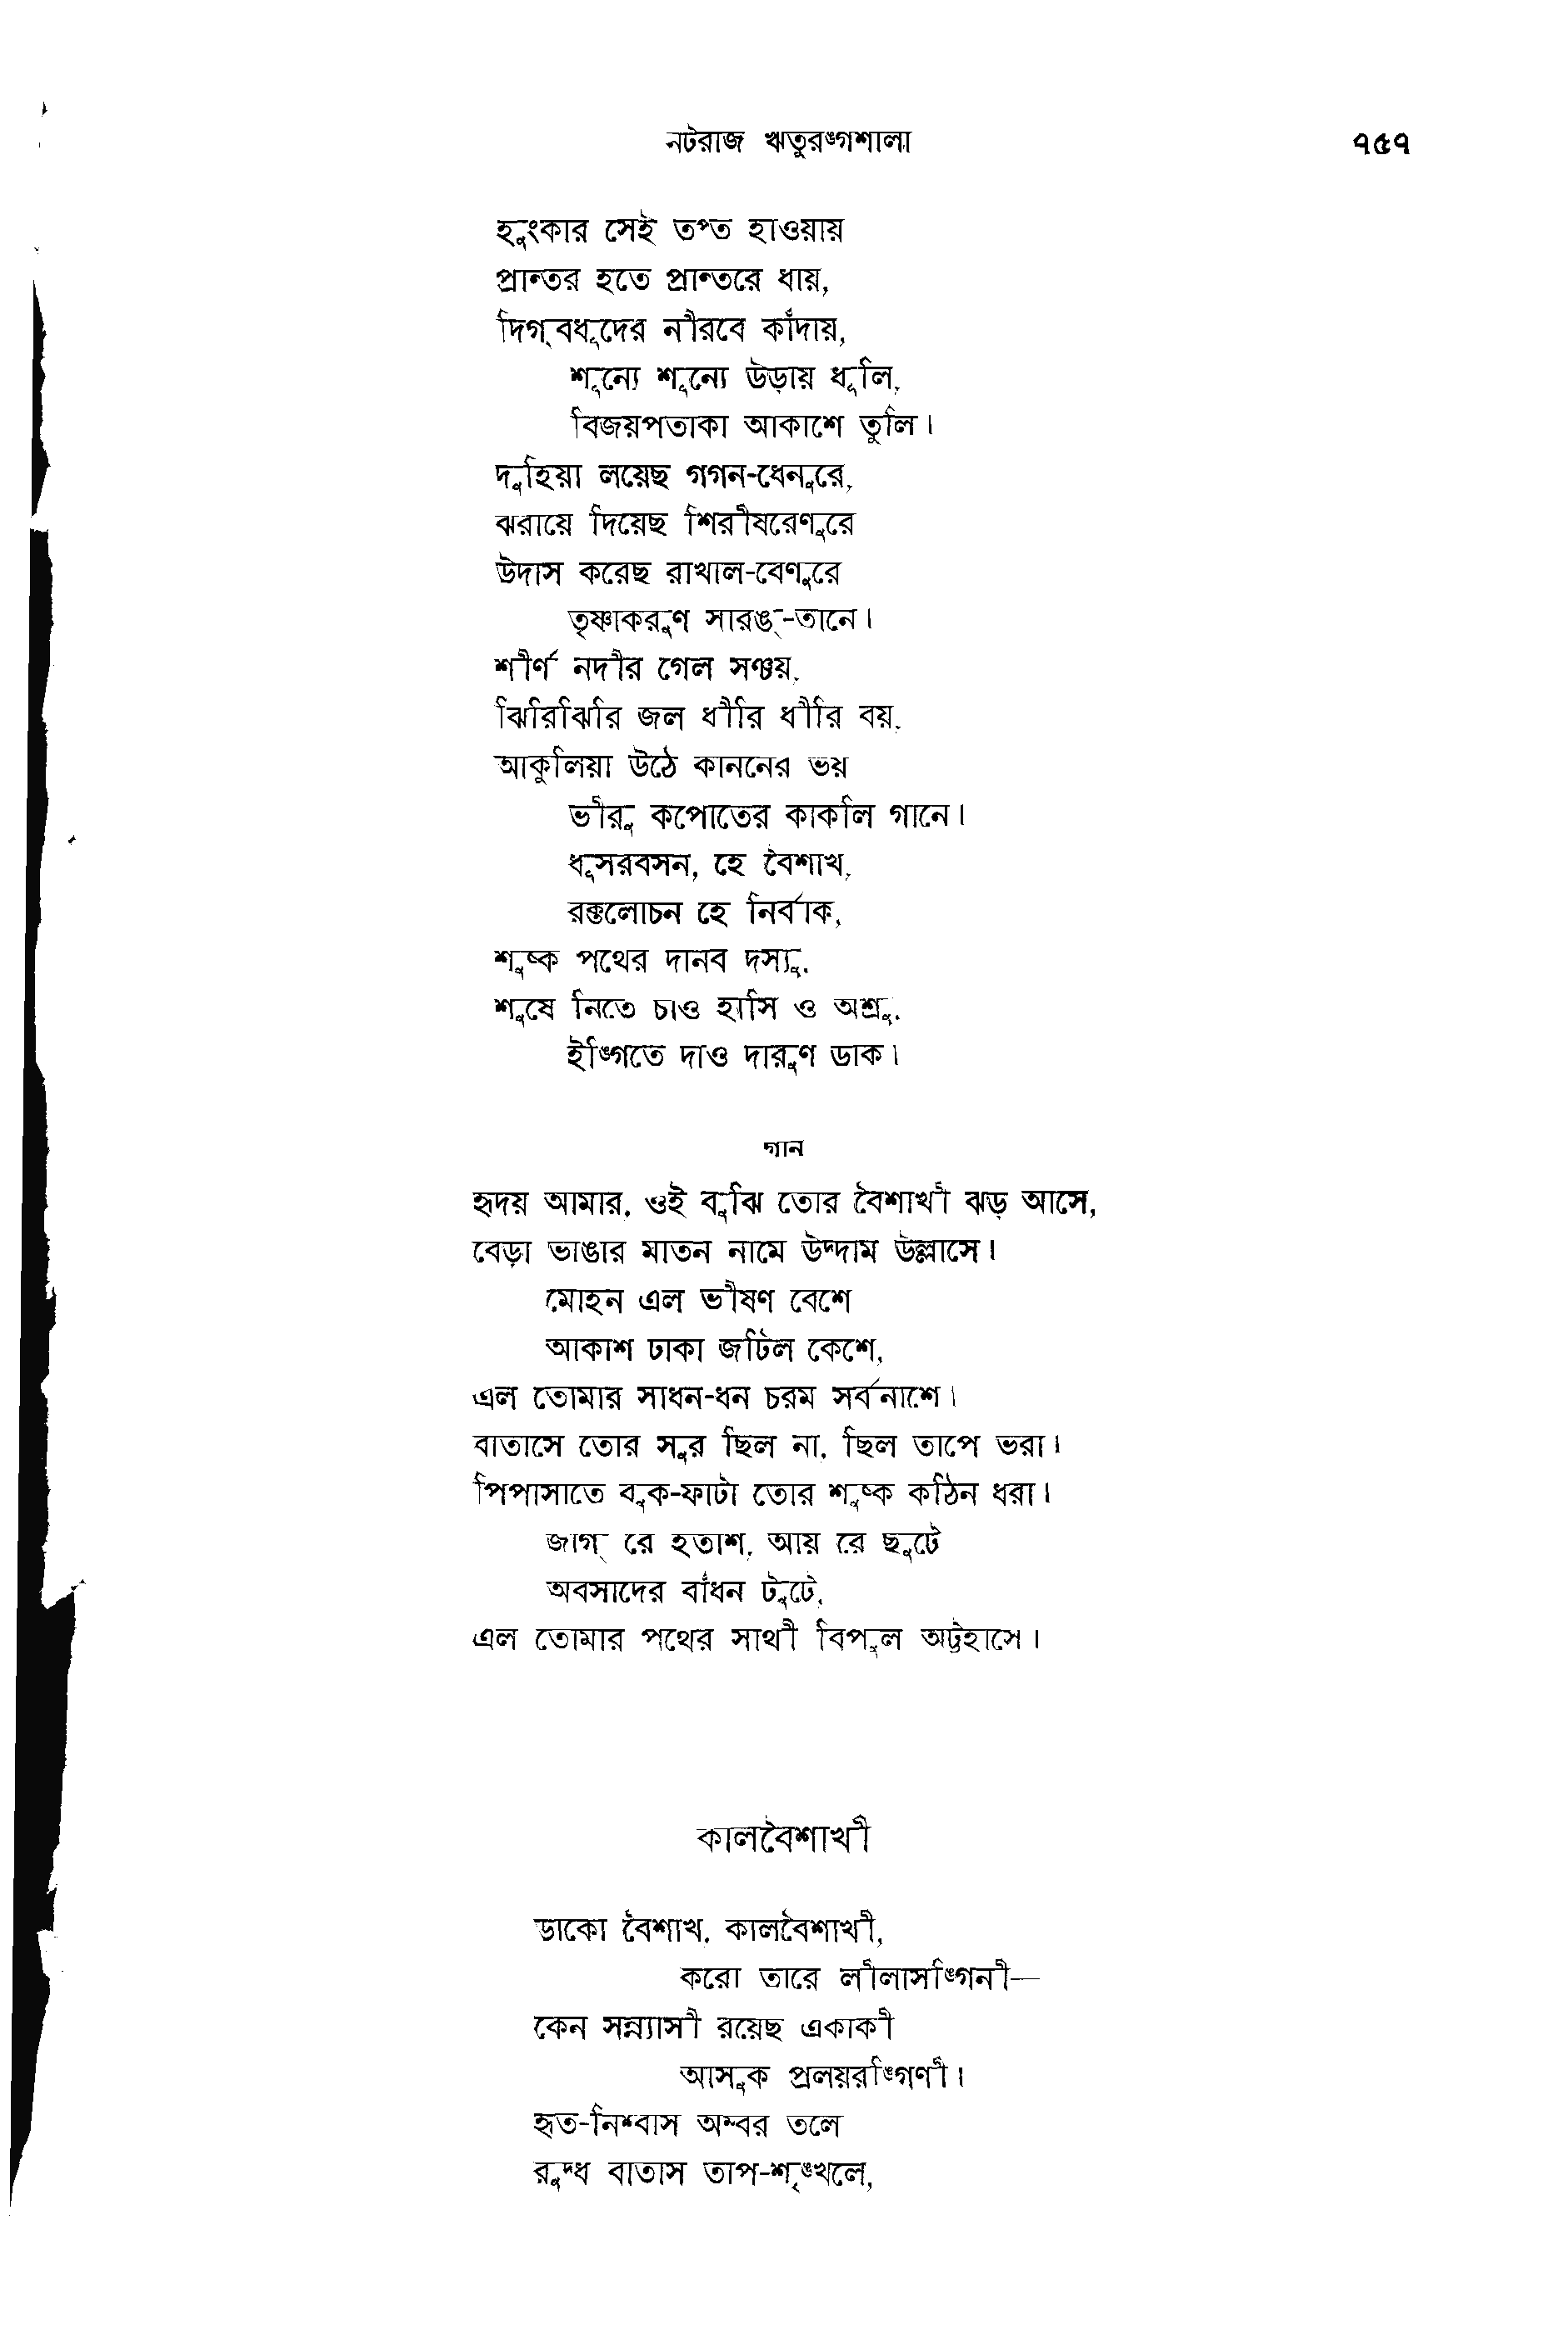 নটরাজ ঋতুরঙ্গশালা ৭৫৭
হুংকার সেই তপ্ত হাওয়ায়
প্রান্তর হতে প্রান্তরে ধায়,
দিগ্‌বধূদের নীরবে কাঁদায়,
শূন্যে শূন্যে উড়ায় ধূলি,
বিজয়পতাকা আকাশে তুলি।
দুহিয়া লয়েছ গগন-ধেনুরে,
ঝরায়ে দিয়েছ শিরীষরেণুরে
উদাস করেছ রাখাল-বেণুরে
তৃষ্ণাকরুণ সারঙ্‌-তানে।
শীর্ণ নদীর গেল সঞ্চয়,
ঝিরিঝিরি জল ধীরি ধীরি বয়,
আকুলিয়া উঠে কাননের ভয়
ভীরু কপোতের কাকলি গানে।
ধূসরবসন, হে বৈশাখ,
রক্তলোচন হে নির্বাক,
শুষ্ক পথের দানব দস্যু,
শুষে নিতে চাও হাসি ও অশ্রু,
ইঙ্গিতে দাও দারুণ ডাক।
গান
হৃদয় আমার, ওই বুঝি তোর বৈশাখী ঝড় আসে,
বেড়া ভাঙার মাতন নামে উদ্দাম উল্লাসে।
মোহন এল ভীষণ বেশে
আকাশ ঢাকা জটিল কেশে,
এল তোমার সাধন-ধন চরম সর্বনাশে।
বাতাসে তোর সুর ছিল না, ছিল তাপে ভরা।
পিপাসাতে বুক-ফাটা তোর শুষ্ক কঠিন ধরা।
জাগ্‌ রে হতাশ, আয় রে ছুটে
অবসাদের বাঁধন টুটে,
এল তোমার পথের সাথী বিপুল অট্টহাসে।
কালবৈশাখী
ডাকো বৈশাখ, কালবৈশাখী,
করো তারে লীলাসঙ্গিনী—
কেন সন্ন্যাসী রয়েছ একাকী
আসুক প্রলয়রঙ্গিণী।
হৃত-নিশ্বাস অম্বর তলে
রুদ্ধ বাতাস তাপ-শৃঙ্খলে,